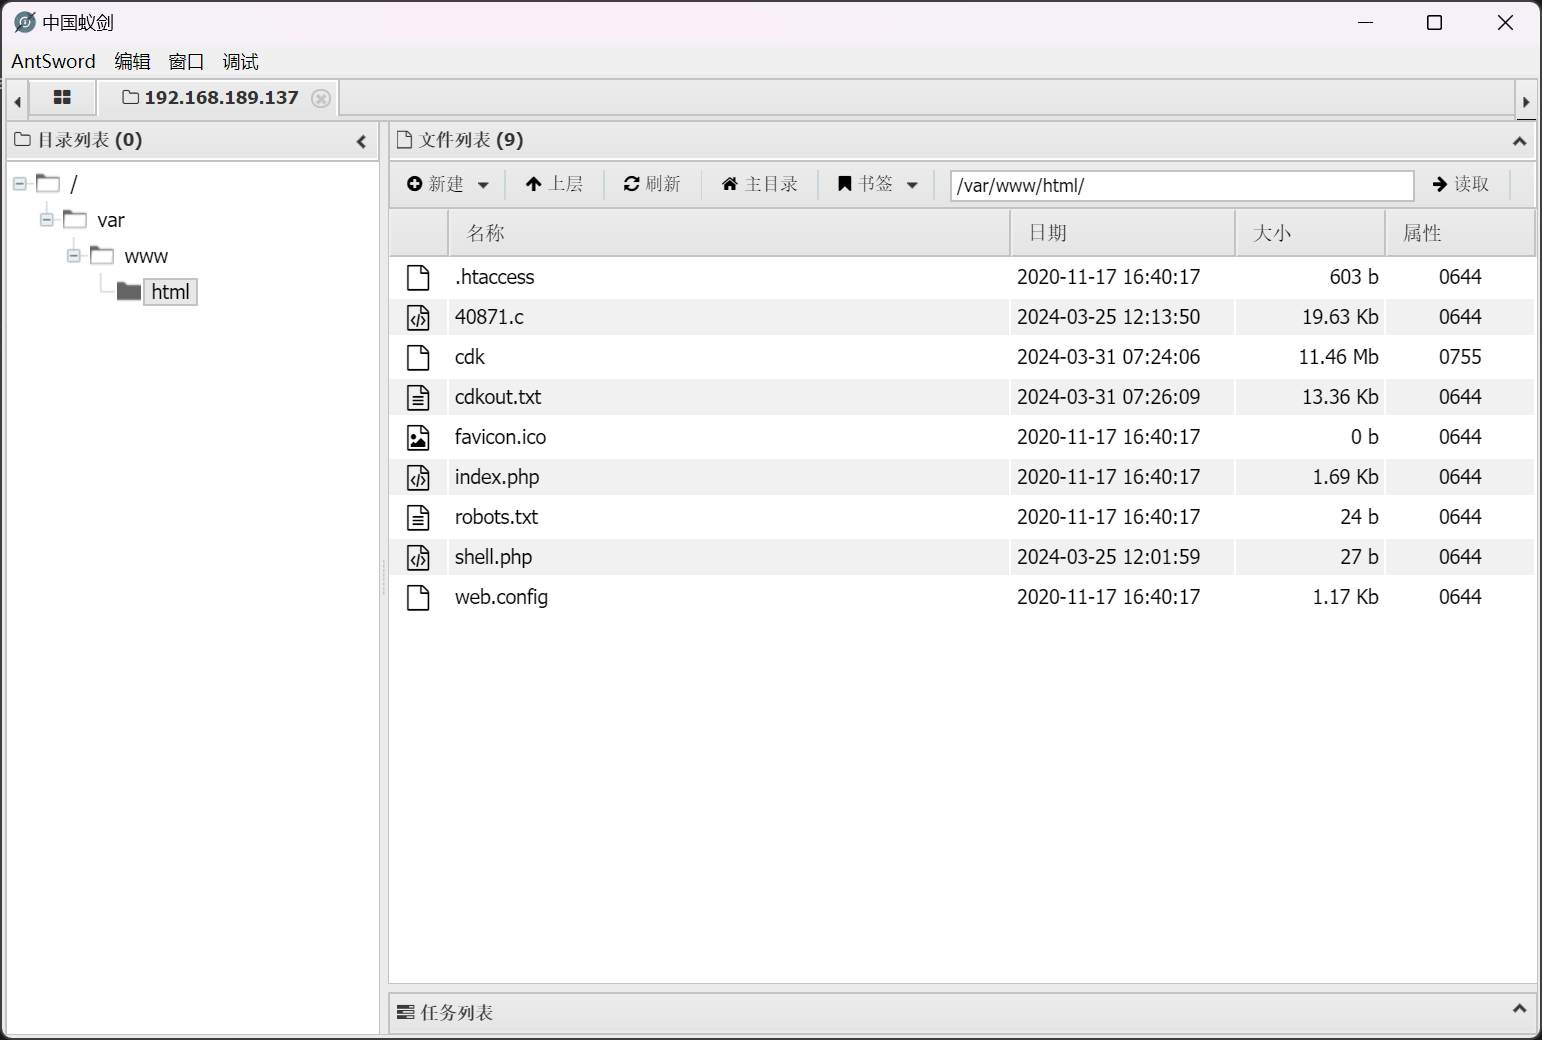 中国蚁剑
AntSword 编辑 窗口 调试
192.168.189.137
目录列表 (0)
/
var
www
html
文件列表 (9)
新建 上层 刷新 主目录 书签 /var/www/html/ 读取
名称 日期 大小 属性
.htaccess 2020-11-17 16:40:17 603 b 0644
40871.c 2024-03-25 12:13:50 19.63 Kb 0644
cdk 2024-03-31 07:24:06 11.46 Mb 0755
cdkout.txt 2024-03-31 07:26:09 13.36 Kb 0644
favicon.ico 2020-11-17 16:40:17 0 b 0644
index.php 2020-11-17 16:40:17 1.69 Kb 0644
robots.txt 2020-11-17 16:40:17 24 b 0644
shell.php 2024-03-25 12:01:59 27 b 0644
web.config 2020-11-17 16:40:17 1.17 Kb 0644
任务列表